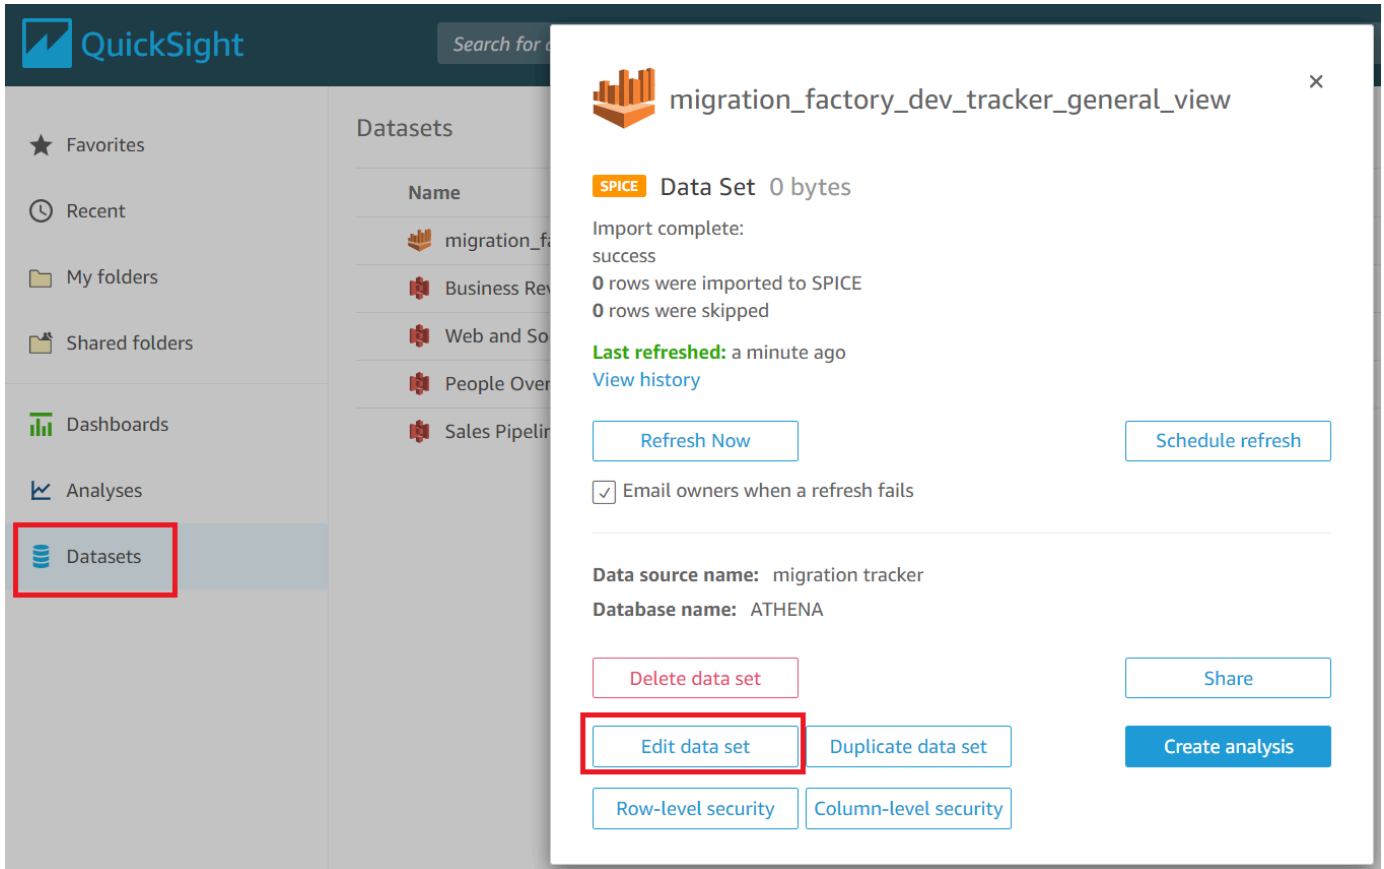 QuickSight
Search for
Favorites
Recent
My folders
Shared folders
Dashboards
Analyses
Datasets
Datasets
Name
migration_fa
Business Rev
Web and So
People Over
Sales Pipelin
migration_factory_dev_tracker_general_view
SPICE Data Set 0 bytes
Import complete:
success
0 rows were imported to SPICE
0 rows were skipped
Last refreshed: a minute ago
View history
Refresh Now Schedule refresh
Email owners when a refresh fails
Data source name: migration tracker
Database name: ATHENA
Delete data set Share
Edit data set Duplicate data set Create analysis
Row-level security Column-level security